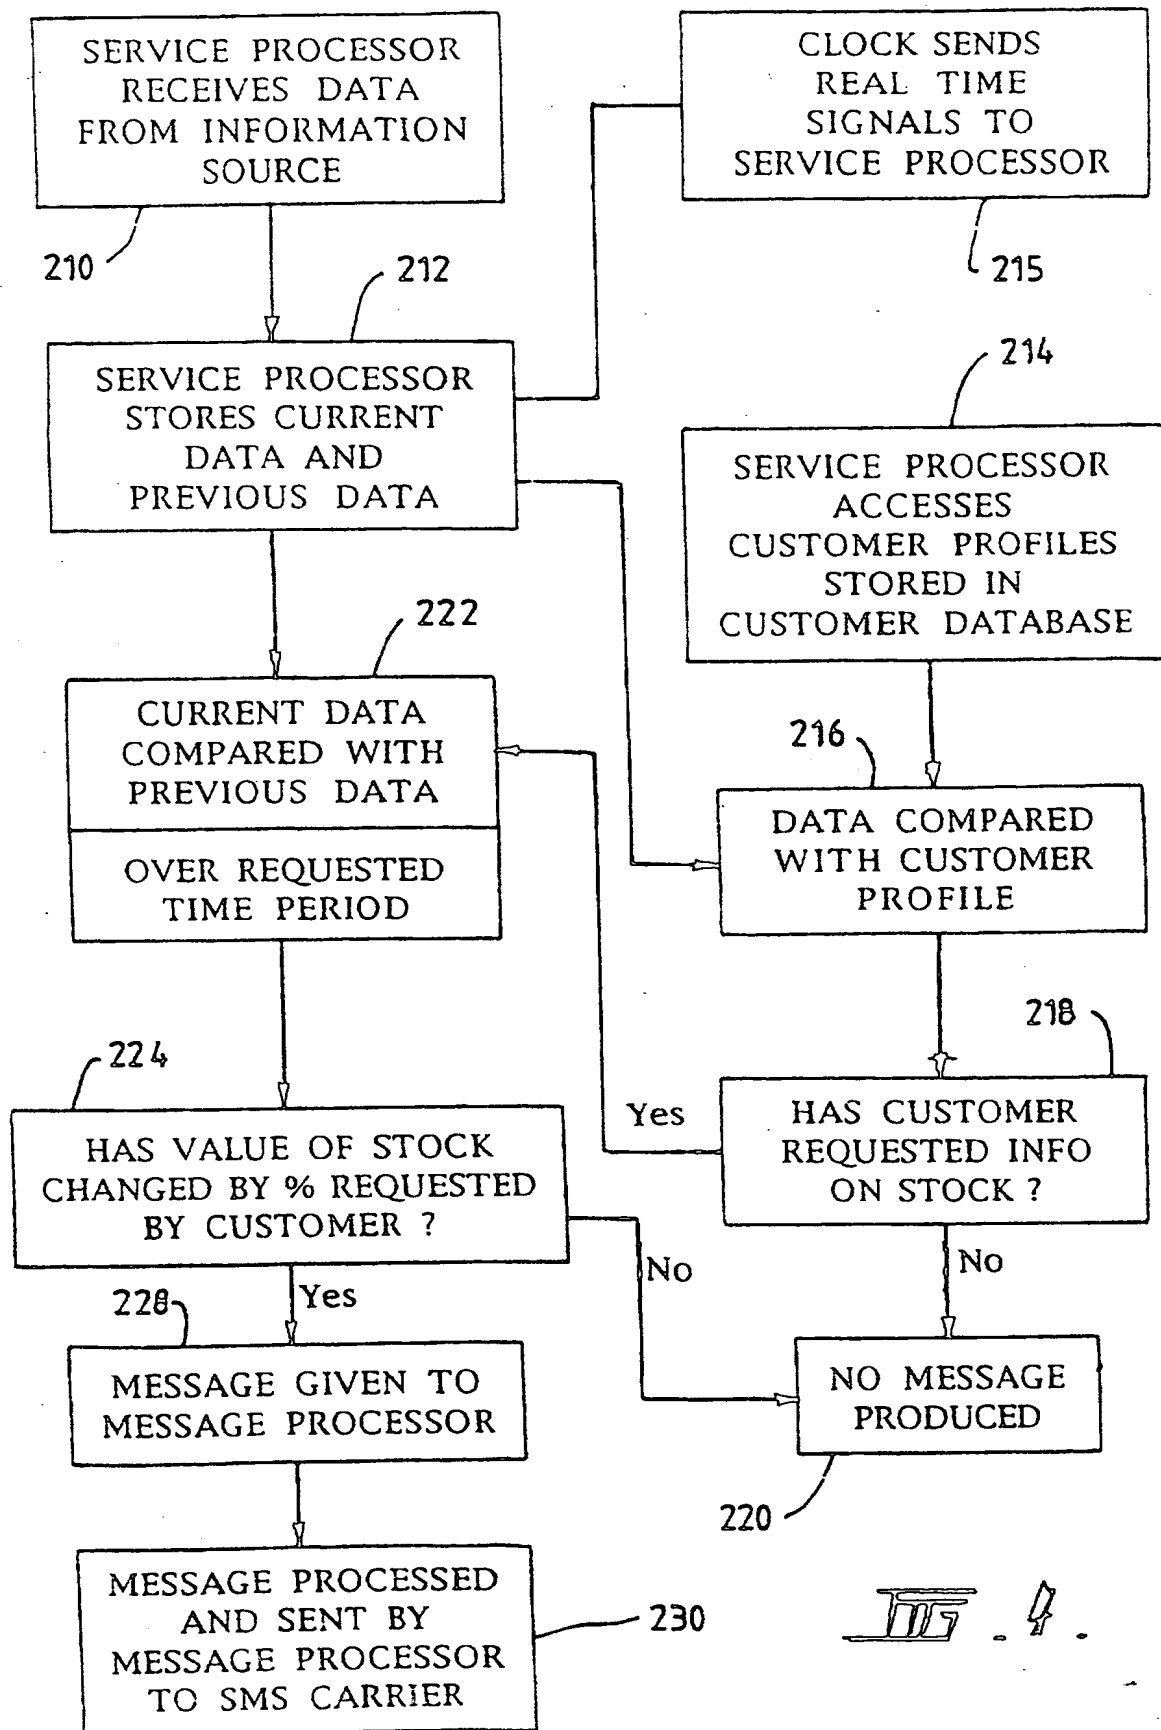 SERVICE PROCESSOR
RECEIVES DATA
FROM INFORMATION
SOURCE
210
CLOCK SENDS
REAL TIME
SIGNALS TO
SERVICE PROCESSOR
215
212
SERVICE PROCESSOR
STORES CURRENT
DATA AND
PREVIOUS DATA
214
SERVICE PROCESSOR
ACCESSES
CUSTOMER PROFILES
STORED IN
CUSTOMER DATABASE
222
CURRENT DATA
COMPARED WITH
PREVIOUS DATA
OVER REQUESTED
TIME PERIOD
216
DATA COMPARED
WITH CUSTOMER
PROFILE
218
HAS CUSTOMER
REQUESTED INFO
ON STOCK ?
Yes
No
224
HAS VALUE OF STOCK
CHANGED BY % REQUESTED
BY CUSTOMER ?
No
Yes
228
MESSAGE GIVEN TO
MESSAGE PROCESSOR
NO MESSAGE
PRODUCED
220
MESSAGE PROCESSED
AND SENT BY
MESSAGE PROCESSOR
TO SMS CARRIER
230
FIG.